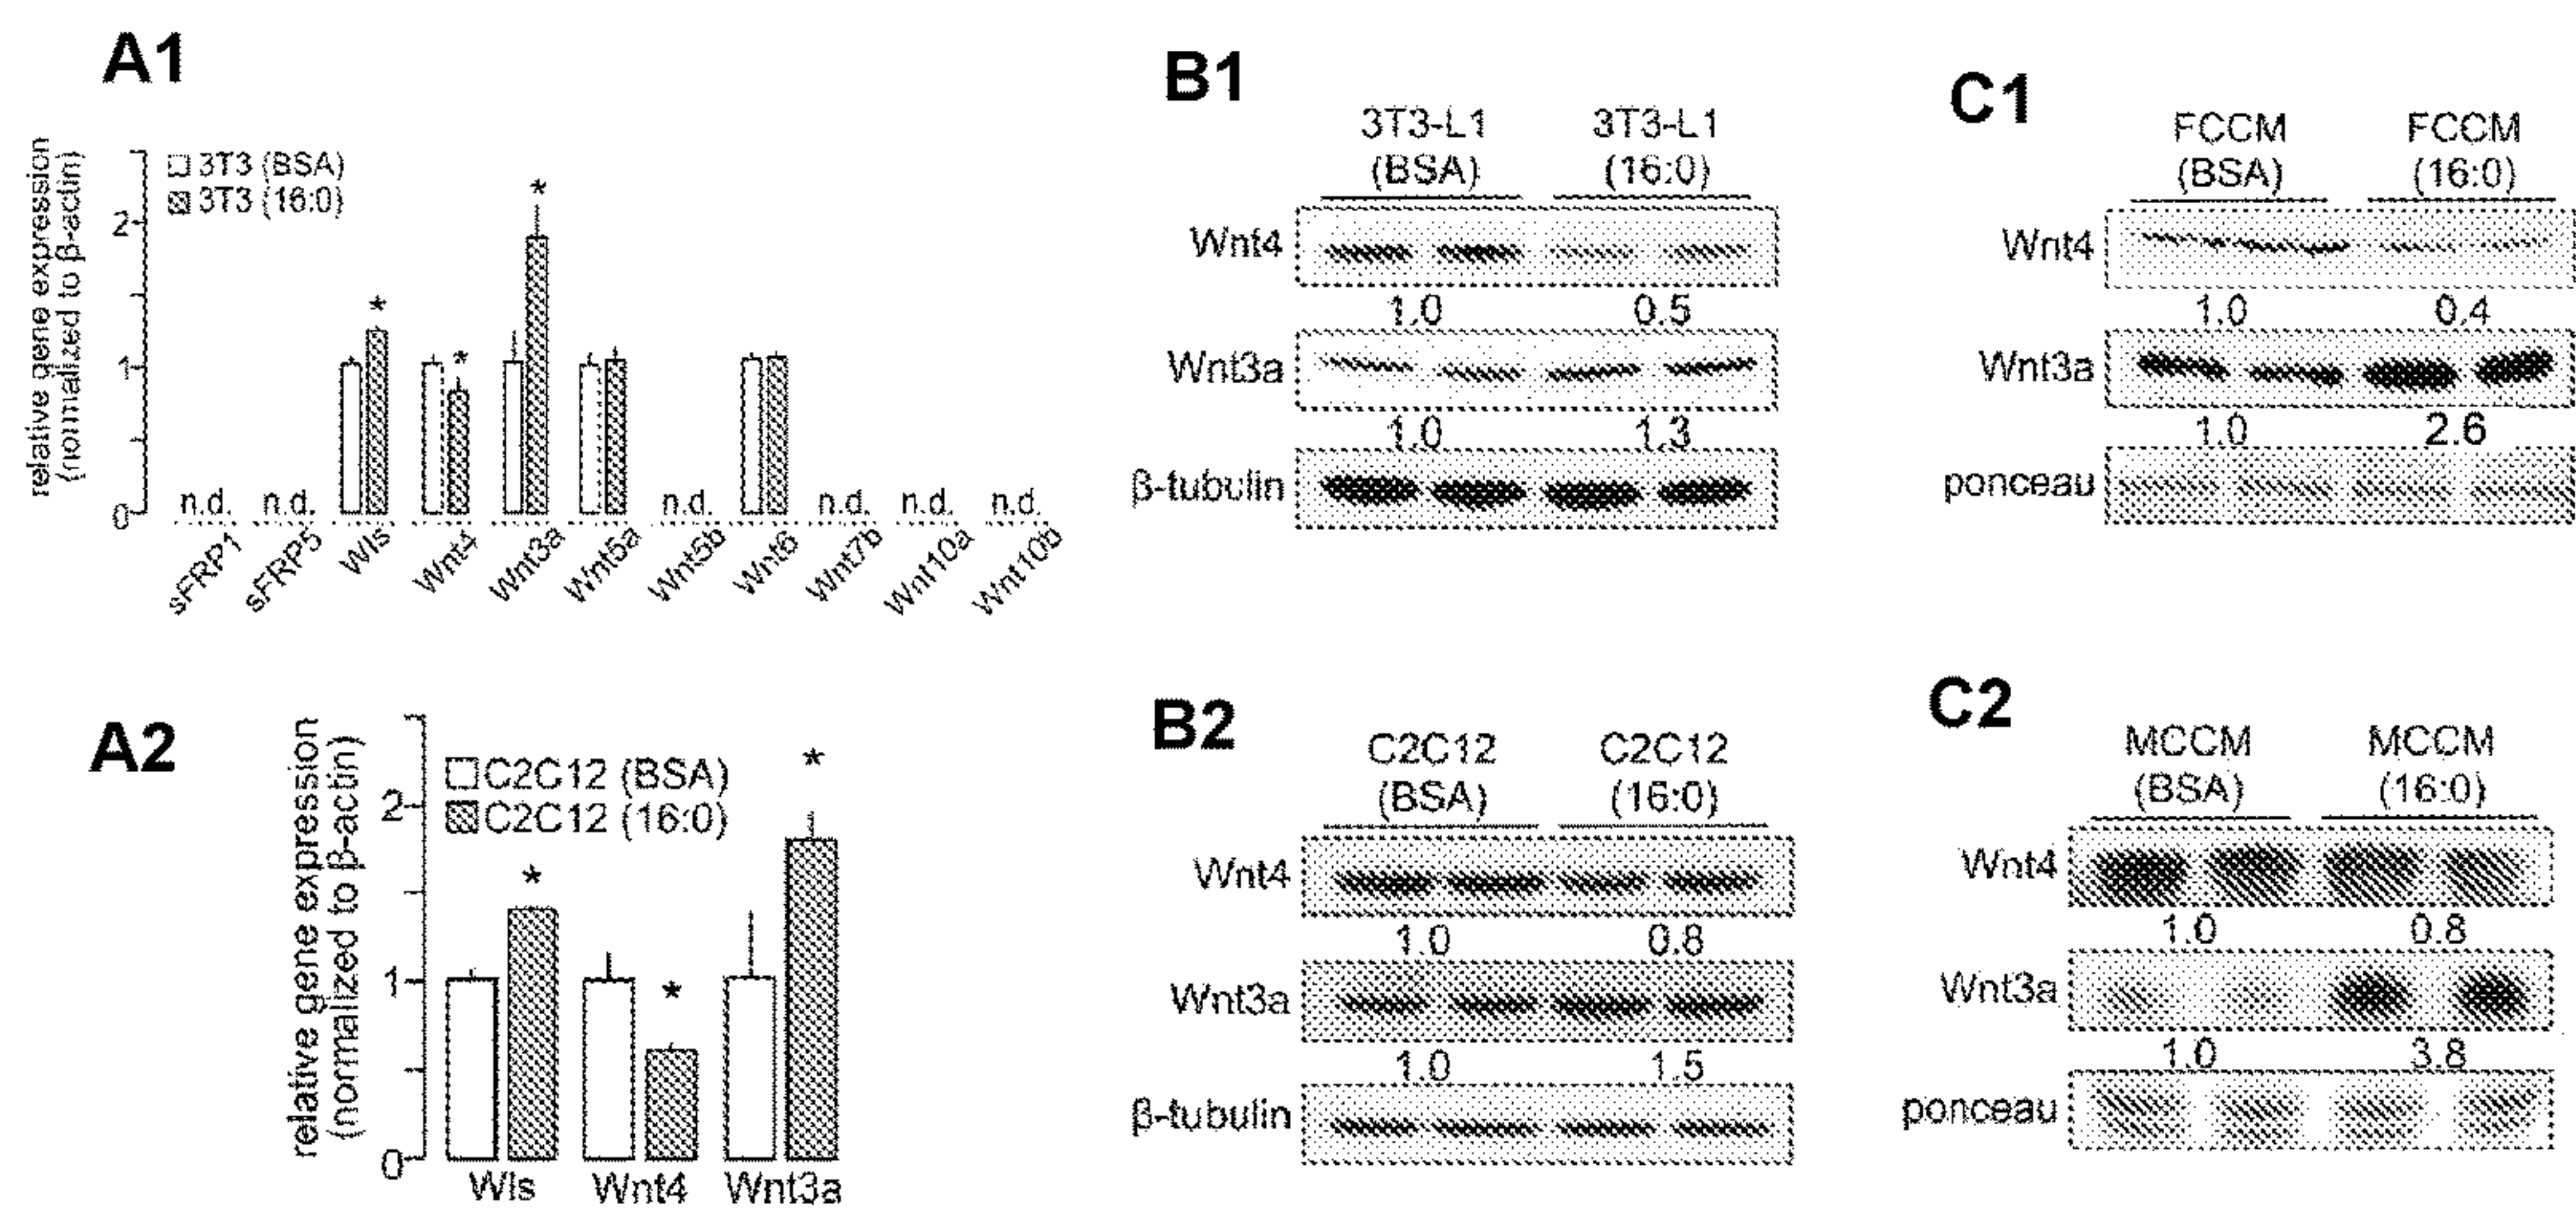 A1
relative gene expression
(normalized to β-actin)
3T3 (BSA)
3T3 (16:0)
2
1
0
* * * 
n.d. n.d. n.d. n.d. n.d. n.d.
sFRP1 sFRP5 Wls Wnt4 Wnt3a Wnt5a Wnt5b Wnt6 Wnt7b Wnt10a Wnt10b
B1
3T3-L1 3T3-L1
(BSA) (16:0)
Wnt4
1.0 0.5
Wnt3a
1.0 1.3
β-tubulin
C1
FCCM FCCM
(BSA) (16:0)
Wnt4
1.0 0.4
Wnt3a
1.0 2.6
ponceau
A2
relative gene expression
(normalized to β-actin)
C2C12 (BSA)
C2C12 (16:0)
2
1
0
* * *
Wls Wnt4 Wnt3a
B2
C2C12 C2C12
(BSA) (16:0)
Wnt4
1.0 0.8
Wnt3a
1.0 1.5
β-tubulin
C2
MCCM MCCM
(BSA) (16:0)
Wnt4
1.0 0.8
Wnt3a
1.0 3.8
ponceau